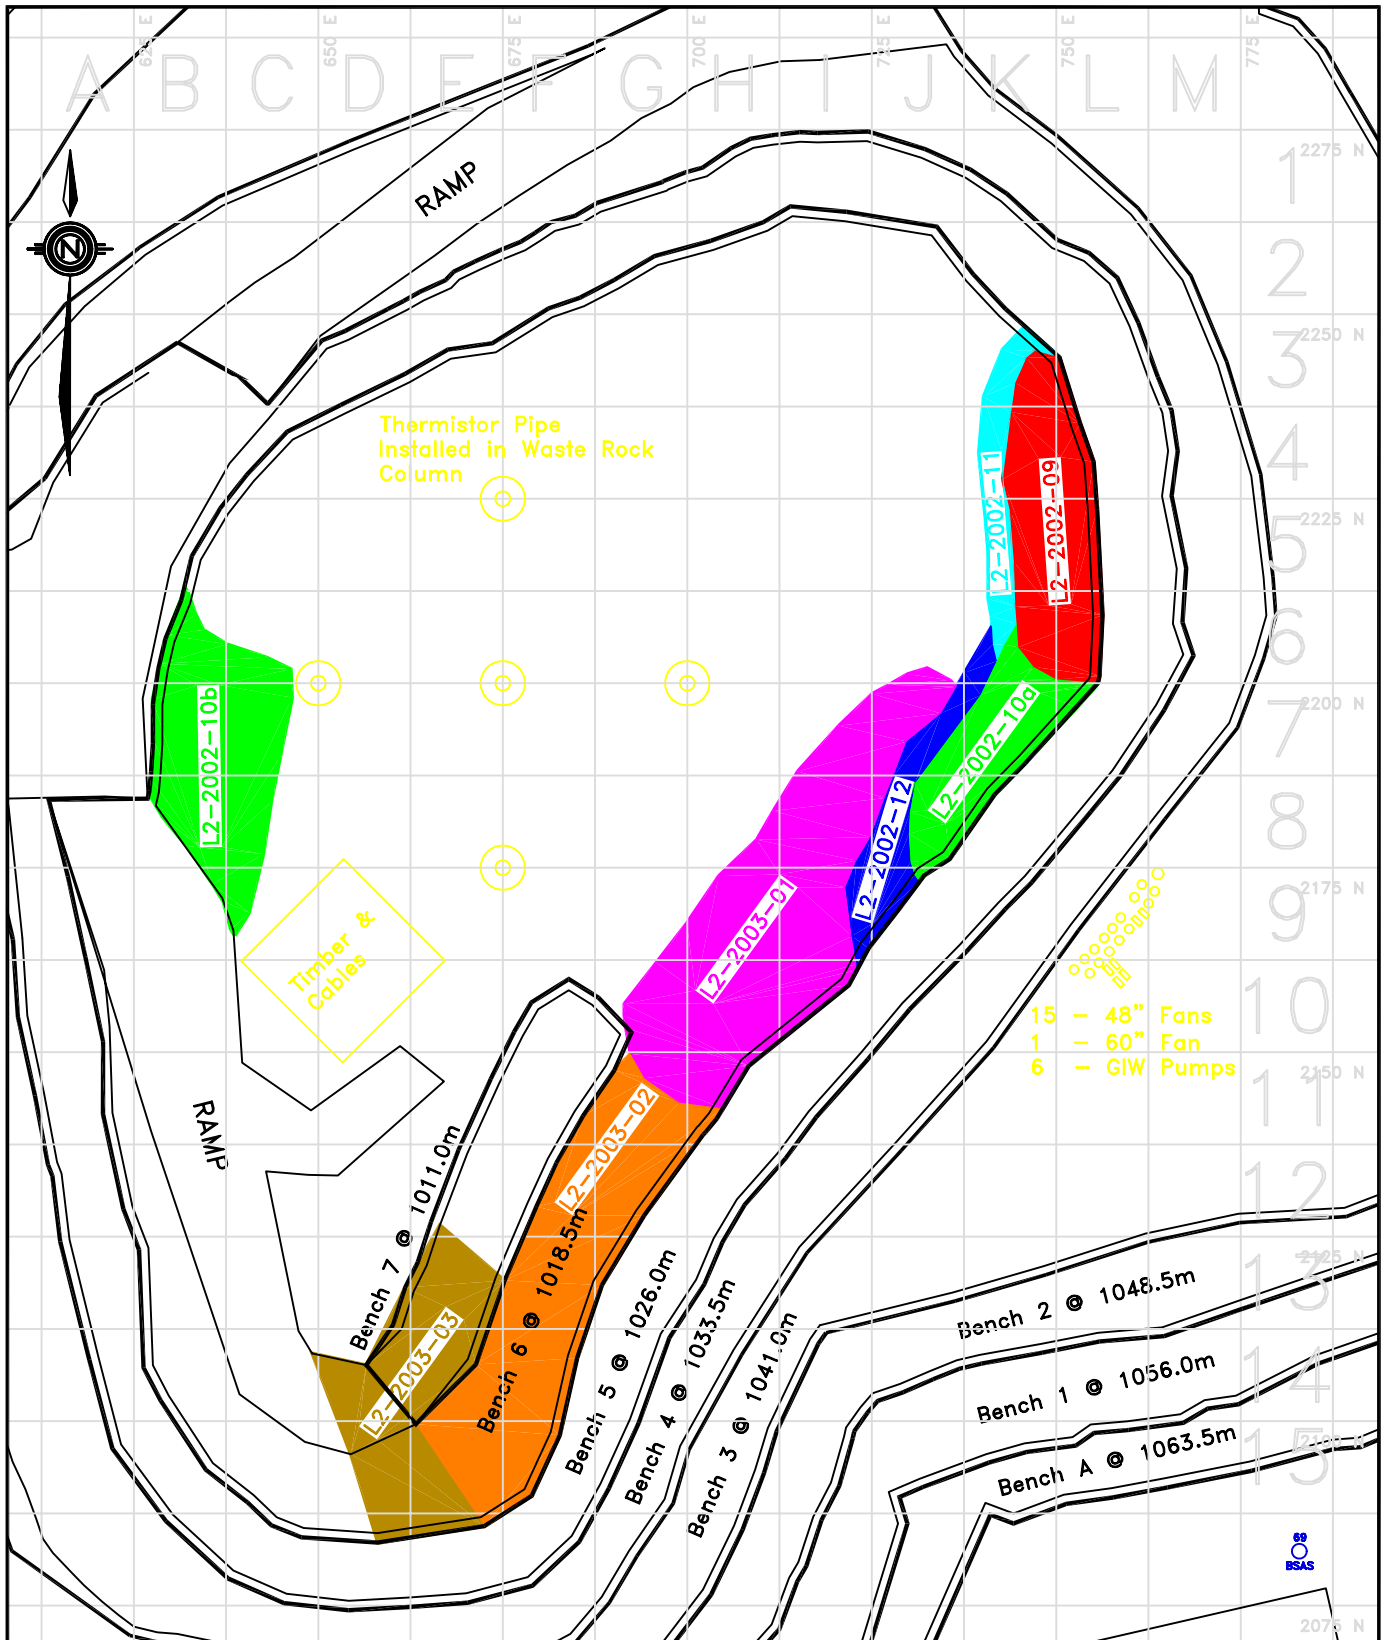 625 E
650 E
675 E
700 E
725 E
750 E
775 E
A B C D E F G H I J K L M
1
2275 N
RAMP
N
2
2250 N
3
Thermistor Pipe
Installed in Waste Rock
Column
4
L2-2002-11
L2-2002-09
2225 N
5
6
2200 N
7
L2-2002-10b
L2-2002-10a
L2-2002-12
8
2175 N
9
L2-2003-01
Timber &
Cables
10
15 - 48" Fans
1 - 60" Fan
6 - GIW Pumps
2150 N
11
RAMP
L2-2003-02
12
Bench 7 @ 1011.0m
Bench 6 @ 1018.5m
Bench 5 @ 1026.0m
Bench 4 @ 1033.5m
Bench 3 @ 1041.0m
2125 N
13
Bench 2 @ 1048.5m
L2-2003-03
14
Bench 1 @ 1056.0m
2100 N
15
Bench A @ 1063.5m
69
BSAS
2075 N